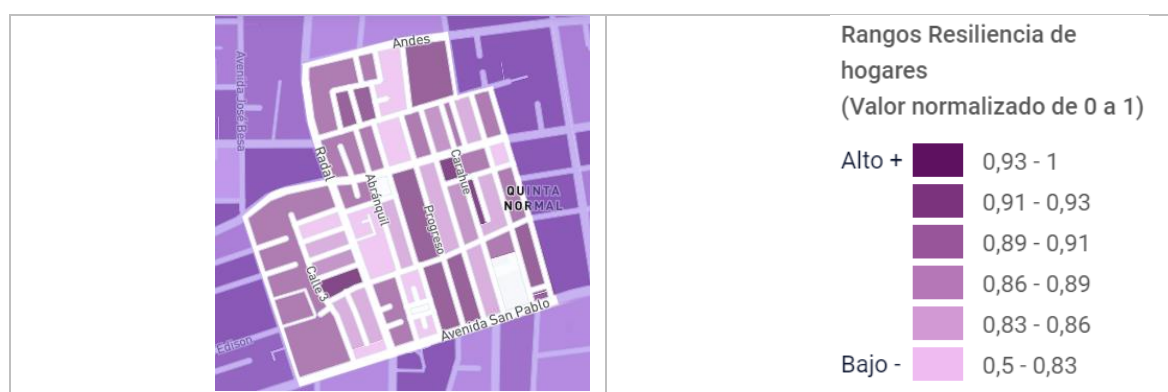 Andes
Avenida José Besa
Radal
Carahue
Abránquil
QUINTA
NORMAL
Progreso
Calle 3
Avenida San Pablo
Edison
Rangos Resiliencia de
hogares
(Valor normalizado de 0 a 1)
Alto + 0,93 - 1
0,91 - 0,93
0,89 - 0,91
0,86 - 0,89
0,83 - 0,86
Bajo - 0,5 - 0,83